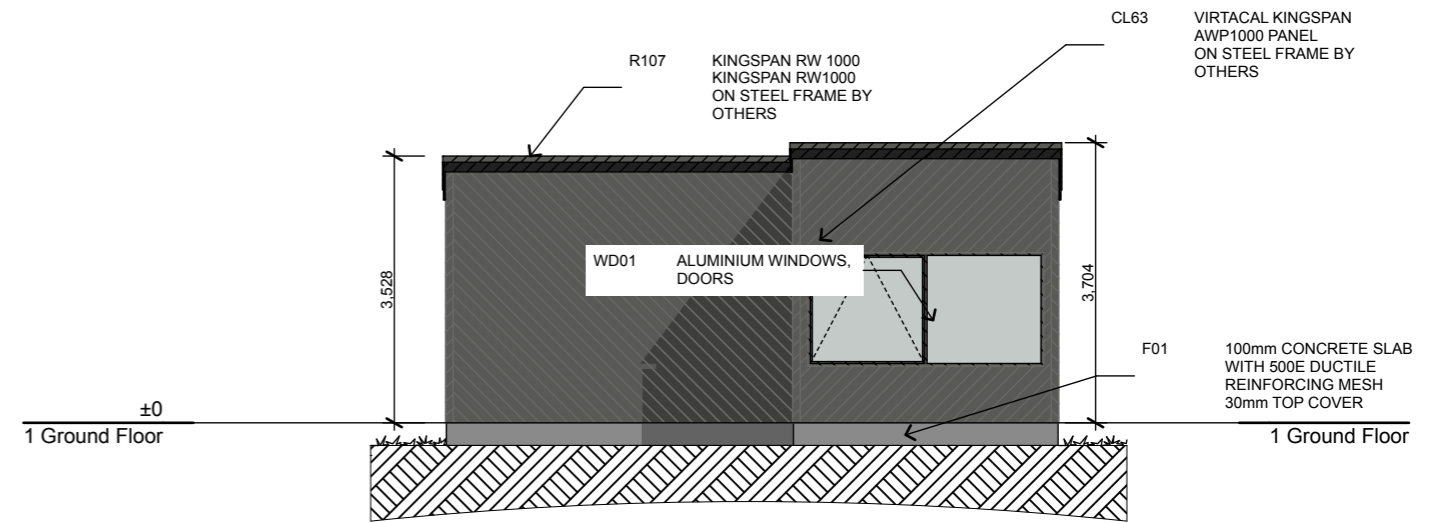 CL63
VIRTACAL KINGSPAN
AWP1000 PANEL
ON STEEL FRAME BY
OTHERS
R107
KINGSPAN RW 1000
KINGSPAN RW1000
ON STEEL FRAME BY
OTHERS
WD01
ALUMINIUM WINDOWS,
DOORS
3,528
3,704
F01
100mm CONCRETE SLAB
WITH 500E DUCTILE
REINFORCING MESH
30mm TOP COVER
±0
1 Ground Floor
1 Ground Floor